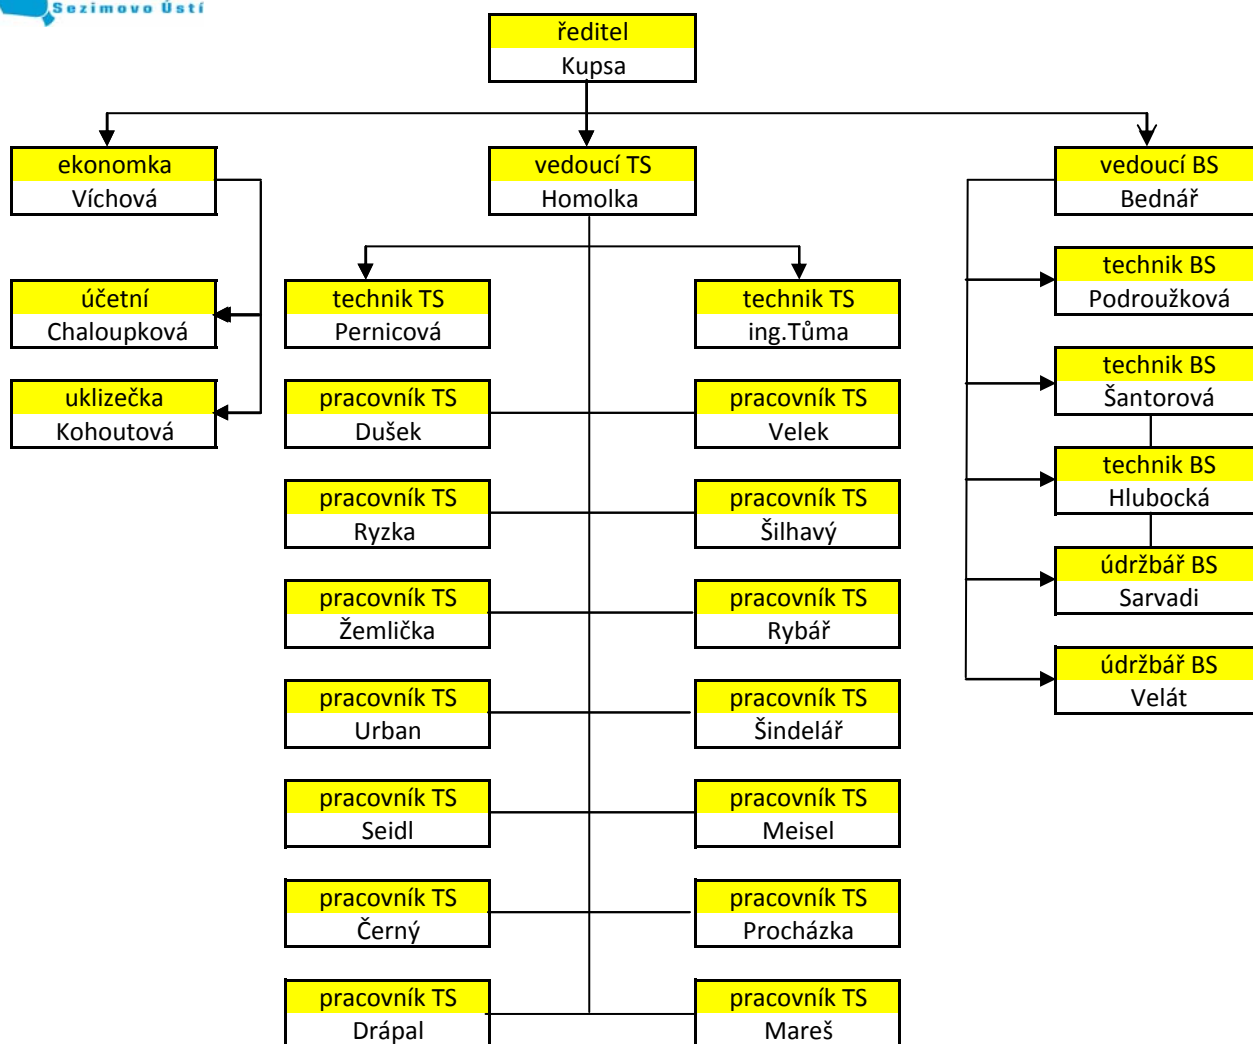 Sezimovo Ústí
ředitel
Kupsa
ekonomka
Víchová
vedoucí TS
Homolka
vedoucí BS
Bednář
účetní
Chaloupková
technik TS
Pernicová
technik TS
ing.Tůma
technik BS
Podroužková
uklizečka
Kohoutová
pracovník TS
Dušek
pracovník TS
Velek
technik BS
Šantorová
pracovník TS
Ryzka
pracovník TS
Šilhavý
technik BS
Hlubocká
pracovník TS
Žemlička
pracovník TS
Rybář
údržbář BS
Sarvadi
pracovník TS
Urban
pracovník TS
Šindelář
údržbář BS
Velát
pracovník TS
Seidl
pracovník TS
Meisel
pracovník TS
Černý
pracovník TS
Procházka
pracovník TS
Drápal
pracovník TS
Mareš